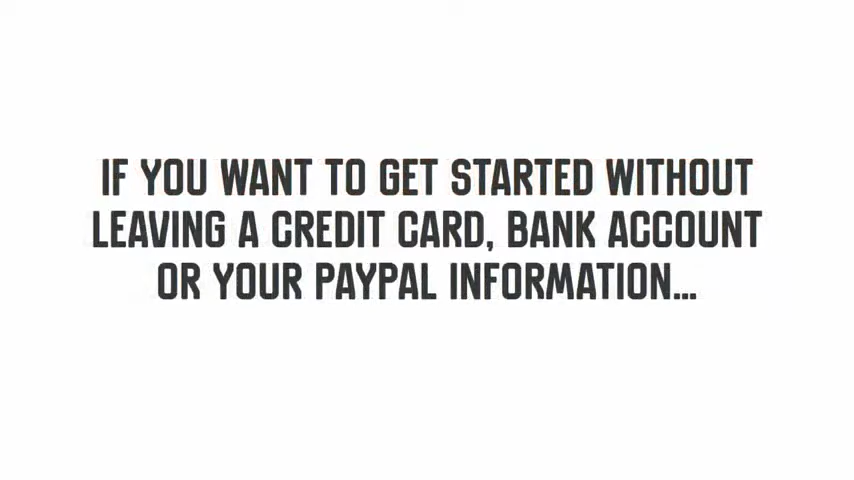 IF YOU WANT TO GET STARTED WITHOUT
LEAVING A CREDIT CARD, BANK ACCOUNT
OR YOUR PAYPAL INFORMATION...